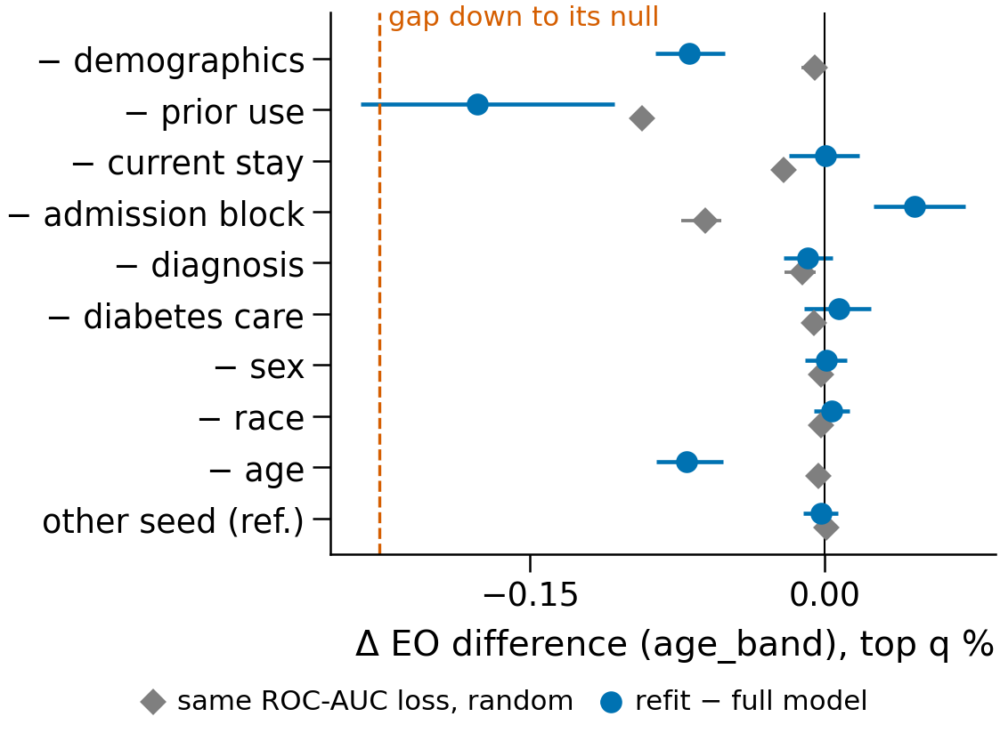 gap down to its null
− demographics
− prior use
− current stay
− admission block
− diagnosis
− diabetes care
− sex
− race
− age
other seed (ref.)
−0.15 0.00
Δ EO difference (age_band), top q %
same ROC-AUC loss, random refit − full model